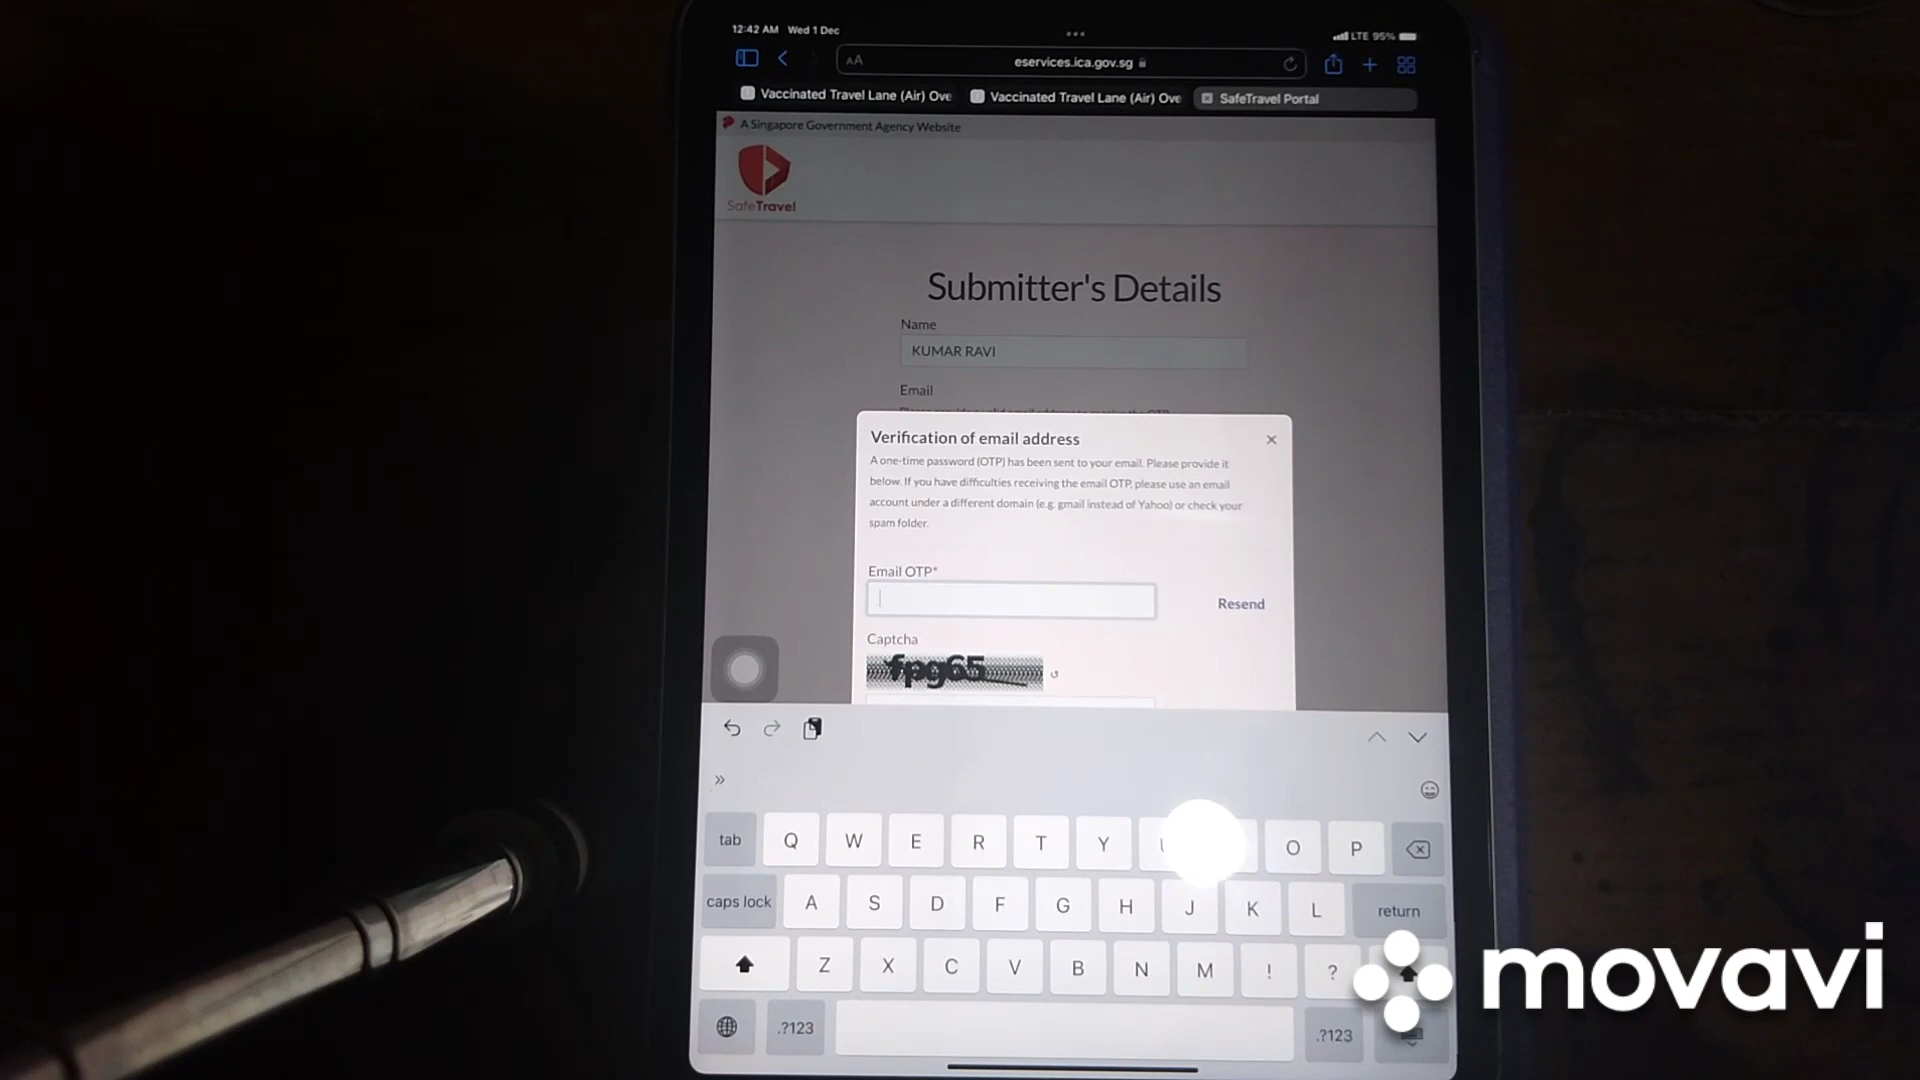 12:42 AM Wed 1 Dec
LTE 95%
AA eservices.ica.gov.sg
Vaccinated Travel Lane (Air) Ove
Vaccinated Travel Lane (Air) Ove
SafeTravel Portal
A Singapore Government Agency Website
SafeTravel
Submitter's Details
Name
KUMAR RAVI
Email
Verification of email address
A one-time password (OTP) has been sent to your email. Please provide it
below. If you have difficulties receiving the email OTP, please use an email
account under a different domain (e.g. gmail instead of Yahoo) or check your
spam folder.
Email OTP*
Resend
Captcha
fpg65
tab Q W E R T Y O P
caps lock A S D F G H J K L return
Z X C V B N M ! ?
.?123 .?123
movavi